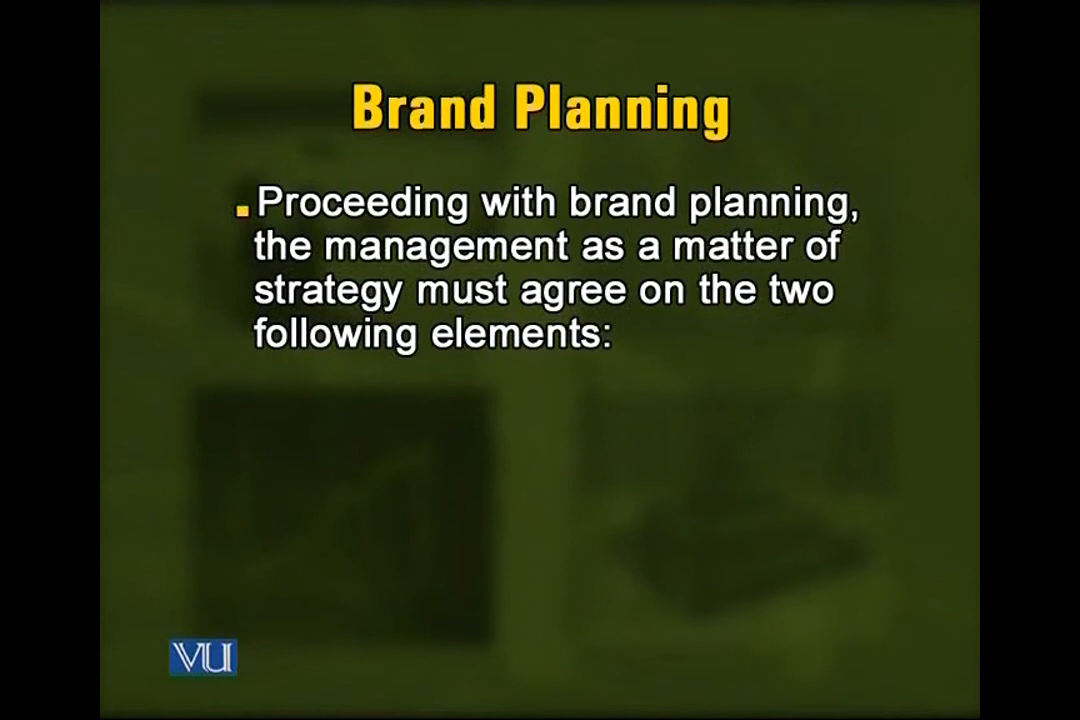 Brand Planning
Proceeding with brand planning,
the management as a matter of
strategy must agree on the two
following elements:
VU